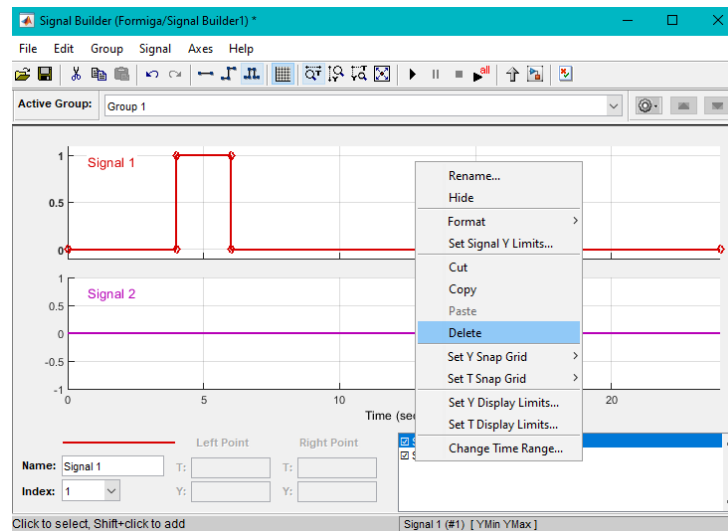 Signal Builder (Formiga/Signal Builder1) *
File Edit Group Signal Axes Help
all
Active Group: Group 1
1
Signal 1
0.5
0
1
Signal 2
0.5
0
-0.5
-1
0 5 10 20
Time (sec
Rename...
Hide
Format
Set Signal Y Limits...
Cut
Copy
Paste
Delete
Set Y Snap Grid
Set T Snap Grid
Set Y Display Limits...
Set T Display Limits...
Change Time Range...
Left Point Right Point
Name: Signal 1 T: T:
Index: 1 Y: Y:
Click to select, Shift+click to add
Signal 1 (#1) [ YMin YMax ]